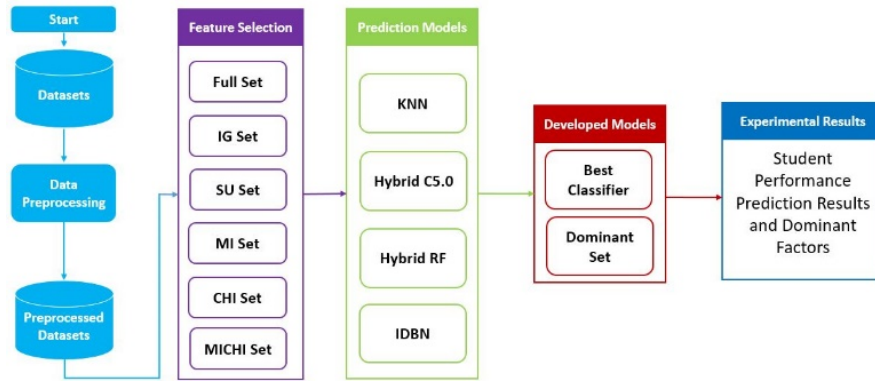 Start
Datasets
Data
Preprocessing
Preprocessed
Datasets
Feature Selection
Full Set
IG Set
SU Set
MI Set
CHI Set
MICHI Set
Prediction Models
KNN
Hybrid C5.0
Hybrid RF
IDBN
Developed Models
Best
Classifier
Dominant
Set
Experimental Results
Student
Performance
Prediction Results
and Dominant
Factors